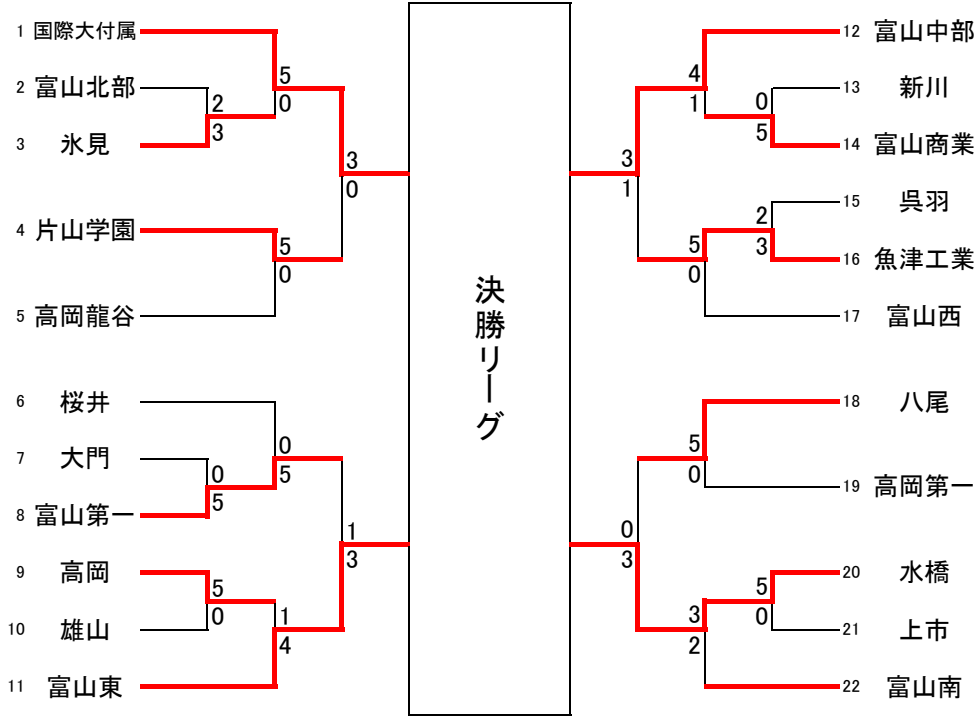 1 国際大付属
2 富山北部
3 氷見
4 片山学園
5 高岡龍谷
6 桜井
7 大門
8 富山第一
9 高岡
10 雄山
11 富山東
5
0
2
3
3
0
5
0
0
5
0
5
1
3
5
0
1
4
決勝リーグ
12 富山中部
13 新川
14 富山商業
15 呉羽
16 魚津工業
17 富山西
18 八尾
19 高岡第一
20 水橋
21 上市
22 富山南
4
1
0
5
3
1
2
3
5
0
5
0
0
3
5
0
3
2